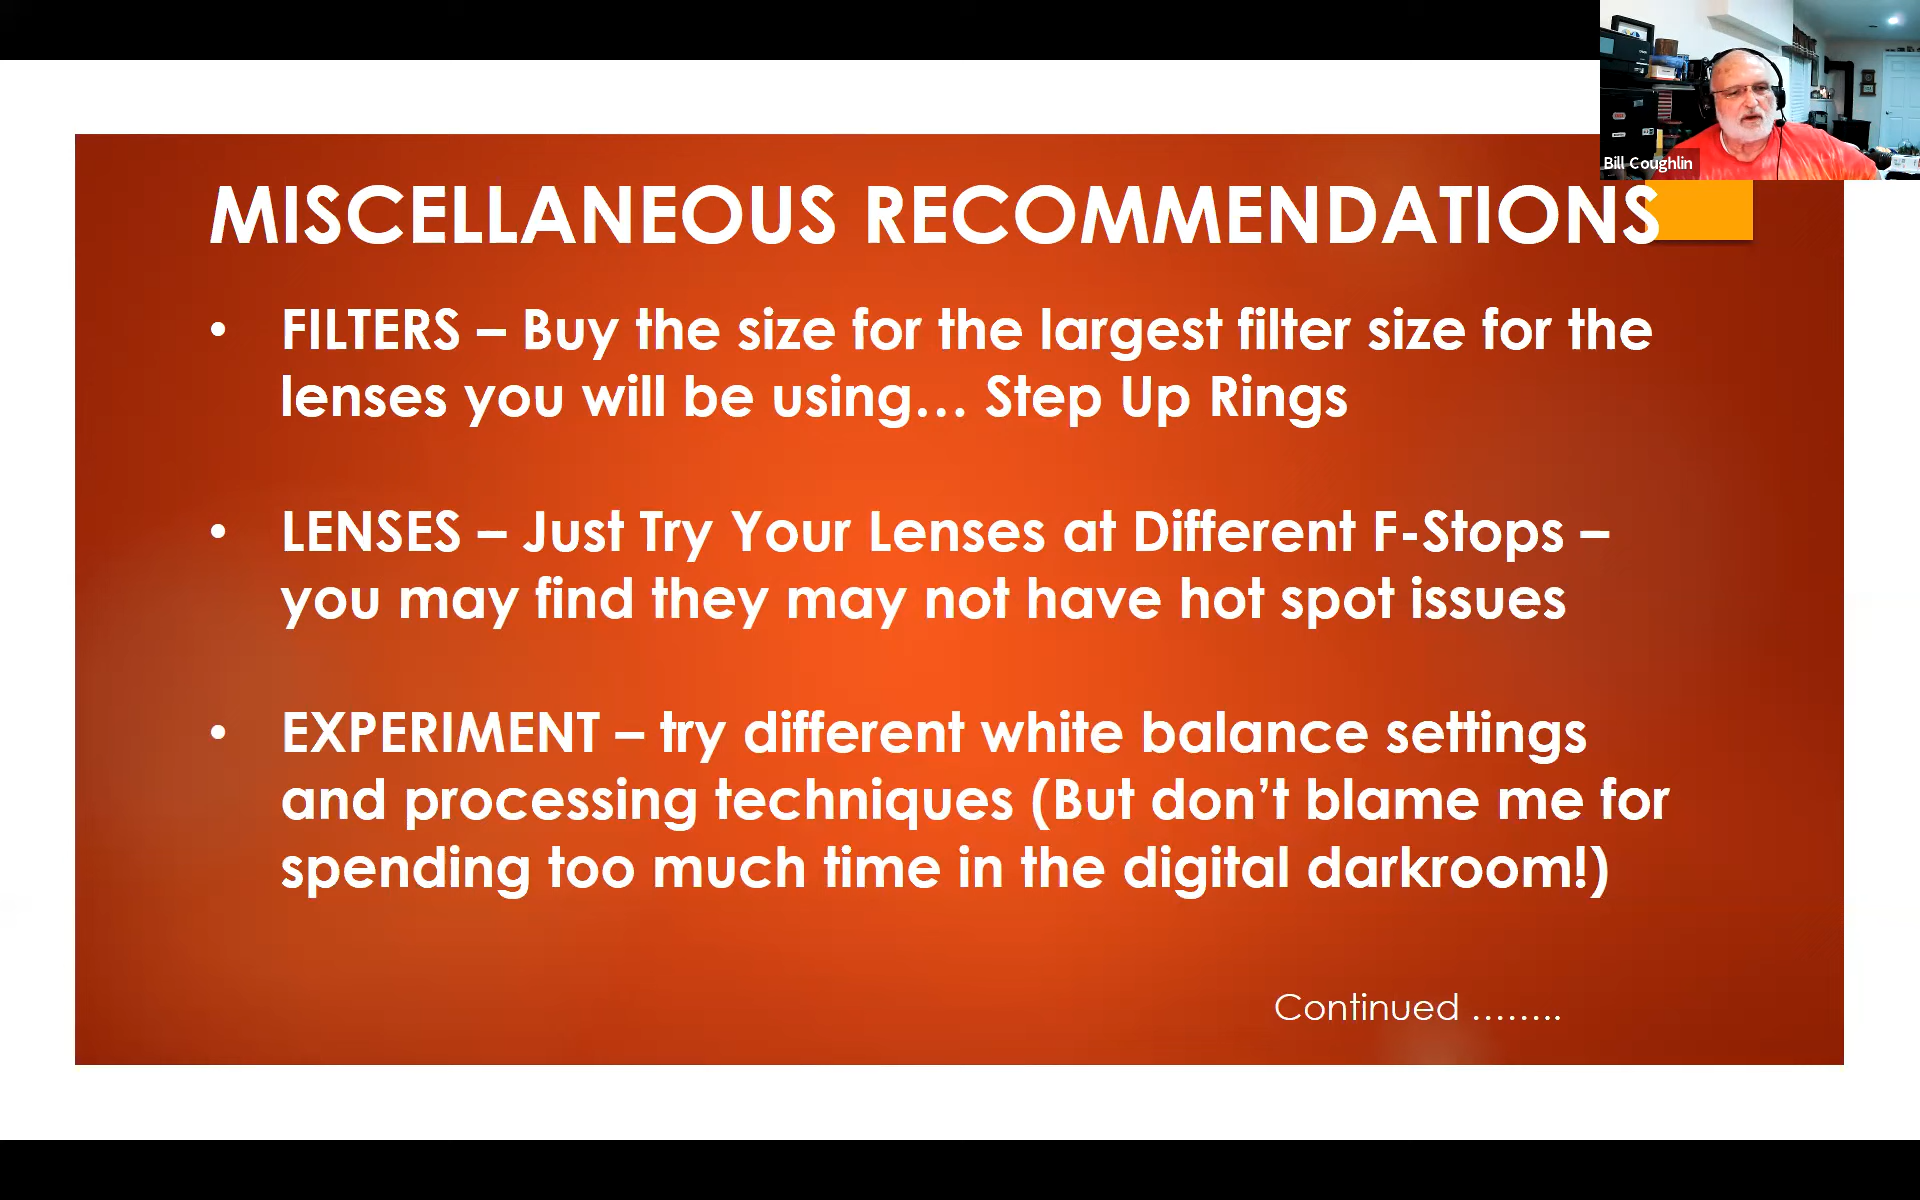 Bill Coughlin
MISCELLANEOUS RECOMMENDATIONS
• FILTERS – Buy the size for the largest filter size for the
lenses you will be using… Step Up Rings
• LENSES – Just Try Your Lenses at Different F-Stops –
you may find they may not have hot spot issues
• EXPERIMENT – try different white balance settings
and processing techniques (But don’t blame me for
spending too much time in the digital darkroom!)
Continued ........